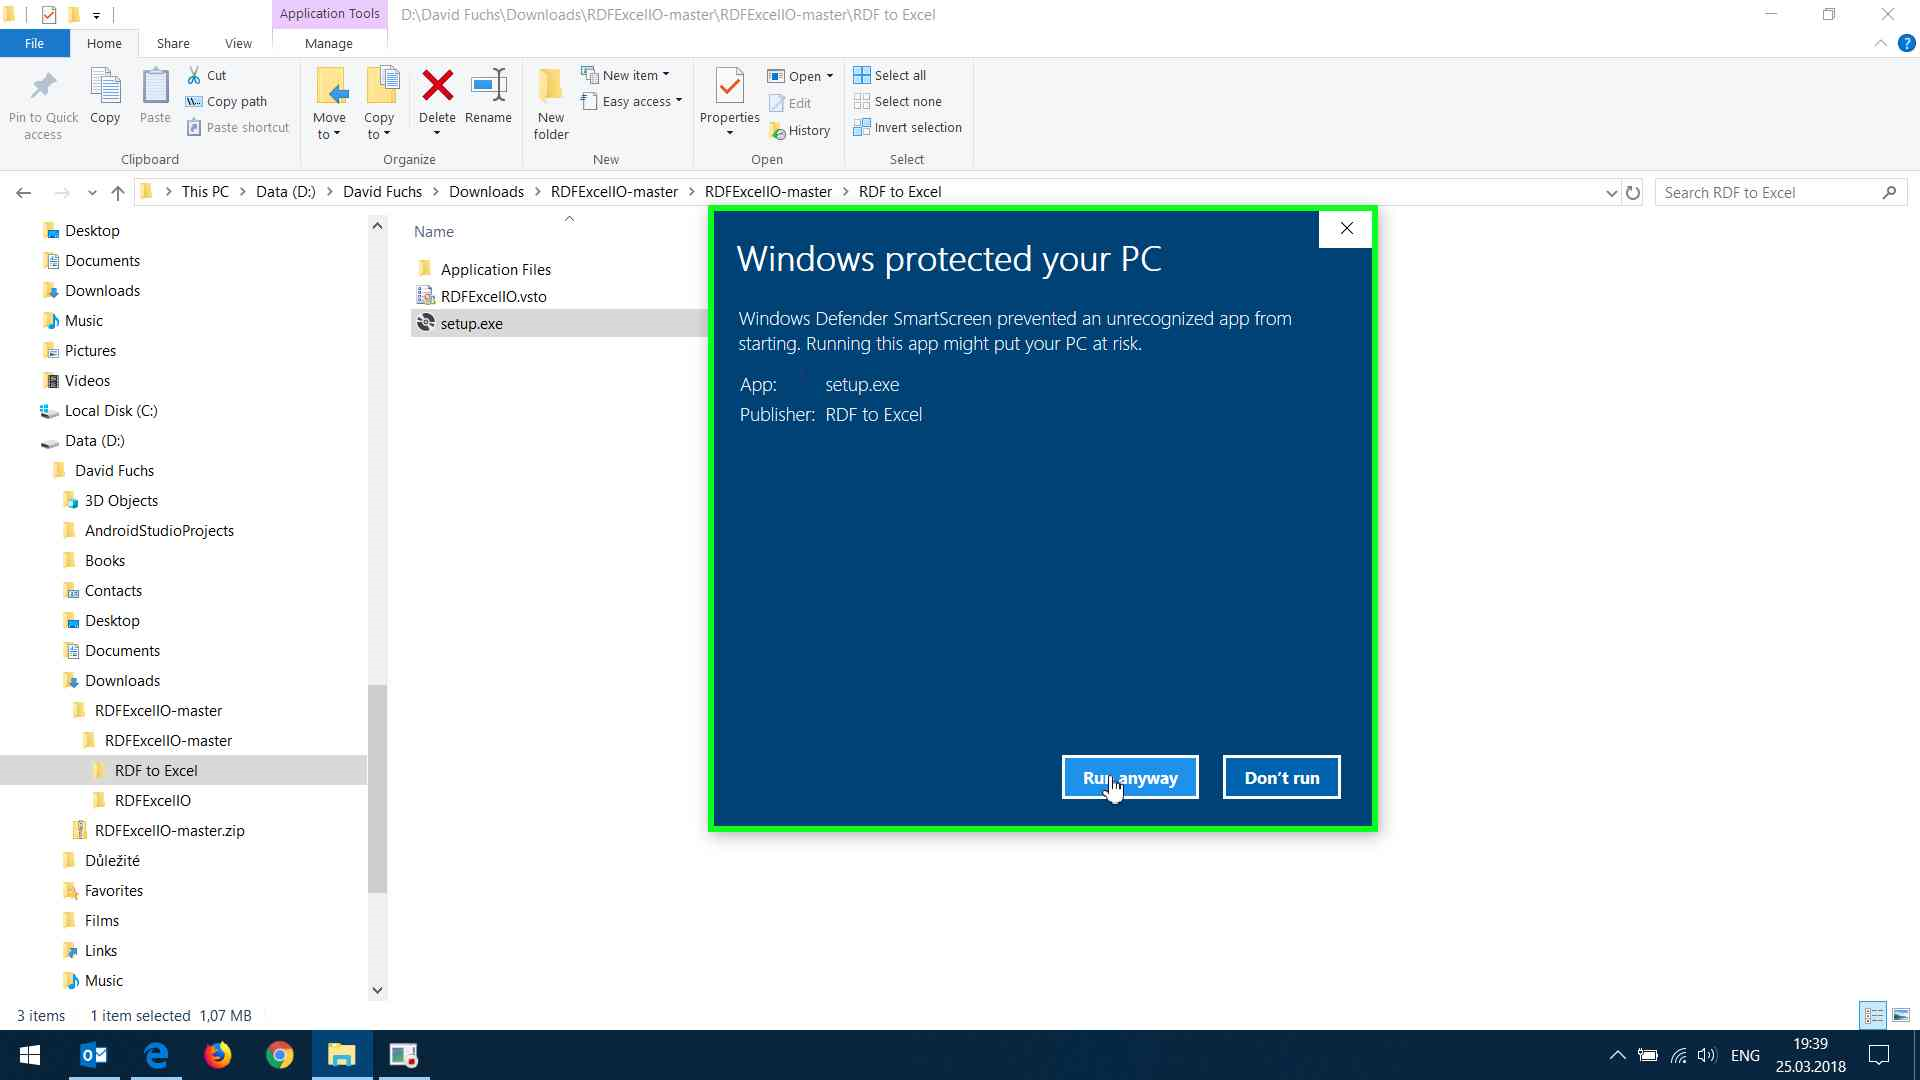 Application Tools
D:\David Fuchs\Downloads\RDFExcelIO-master\RDFExcelIO-master\RDF to Excel
File
Home
Share
View
Manage
Pin to Quick access
Copy
Paste
Cut
Copy path
Paste shortcut
Clipboard
Move to
Copy to
Delete
Rename
Organize
New folder
New item
Easy access
New
Properties
Open
Edit
History
Open
Select all
Select none
Invert selection
Select
This PC > Data (D:) > David Fuchs > Downloads > RDFExcelIO-master > RDFExcelIO-master > RDF to Excel
Search RDF to Excel
Desktop
Documents
Downloads
Music
Pictures
Videos
Local Disk (C:)
Data (D:)
David Fuchs
3D Objects
AndroidStudioProjects
Books
Contacts
Desktop
Documents
Downloads
RDFExcelIO-master
RDFExcelIO-master
RDF to Excel
RDFExcelIO
RDFExcelIO-master.zip
Důležité
Favorites
Films
Links
Music
Name
Application Files
RDFExcelIO.vsto
setup.exe
Windows protected your PC
Windows Defender SmartScreen prevented an unrecognized app from
starting. Running this app might put your PC at risk.
App: setup.exe
Publisher: RDF to Excel
Run anyway
Don't run
3 items 1 item selected 1,07 MB
ENG
19:39
25.03.2018